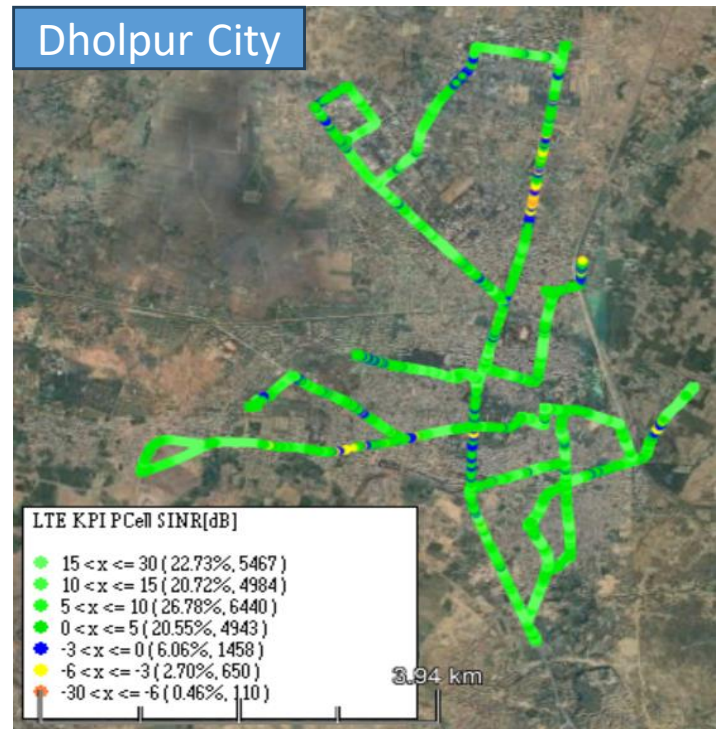 Dholpur City
LTE KPI PCell SINR[dB]
15 < x <= 30 ( 22.73%, 5467 )
10 < x <= 15 ( 20.72%, 4984 )
5 < x <= 10 ( 26.78%, 6440 )
0 < x <= 5 ( 20.55%, 4943 )
-3 < x <= 0 ( 6.06%, 1458 )
-6 < x <= -3 ( 2.70%, 650 )
-30 < x <= -6 ( 0.46%, 110 )
3.94 km